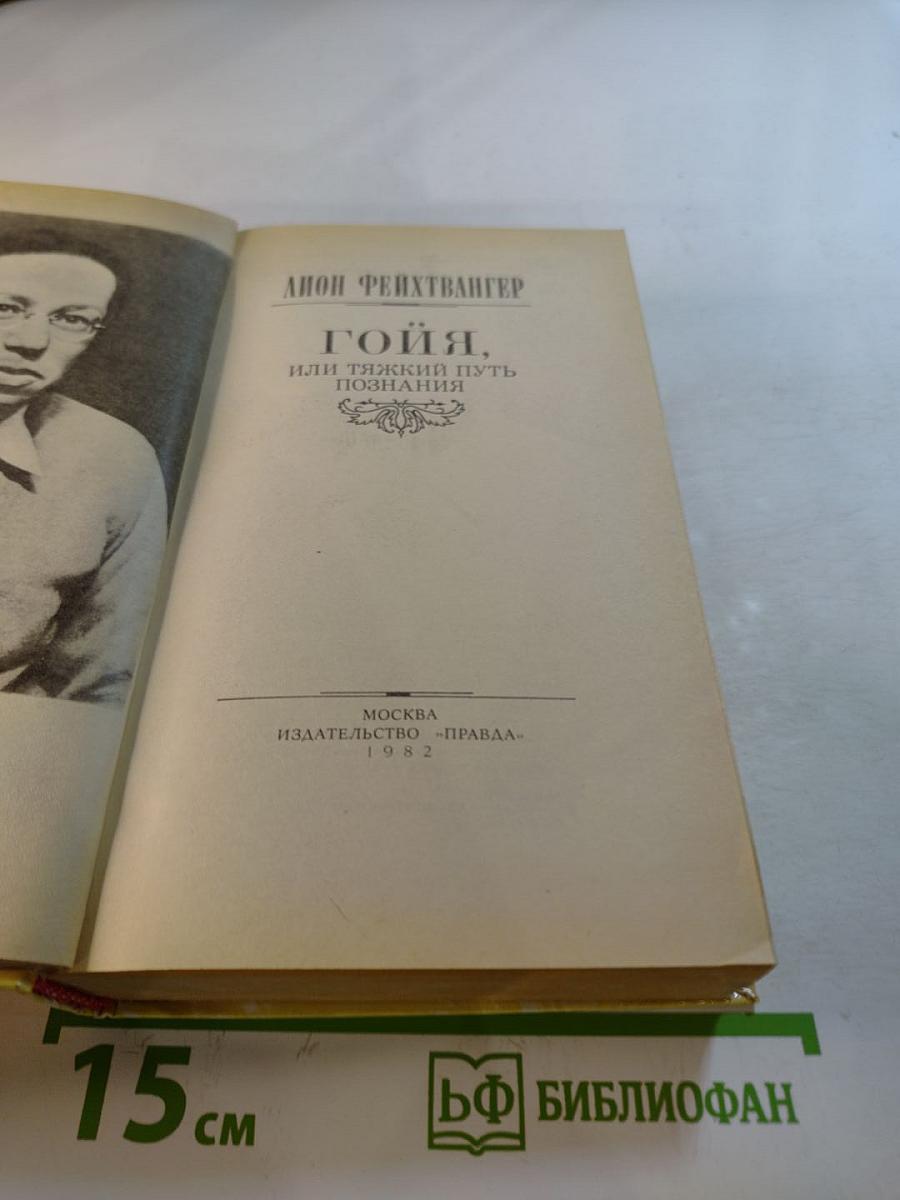 ЛИОН ФЕЙХТВАНГЕР
ГОЙЯ,
ИЛИ ТЯЖКИЙ ПУТЬ
ПОЗНАНИЯ
МОСКВА
ИЗДАТЕЛЬСТВО »ПРАВДА«
1982
15 см
ЬФ БИБЛИОФАН